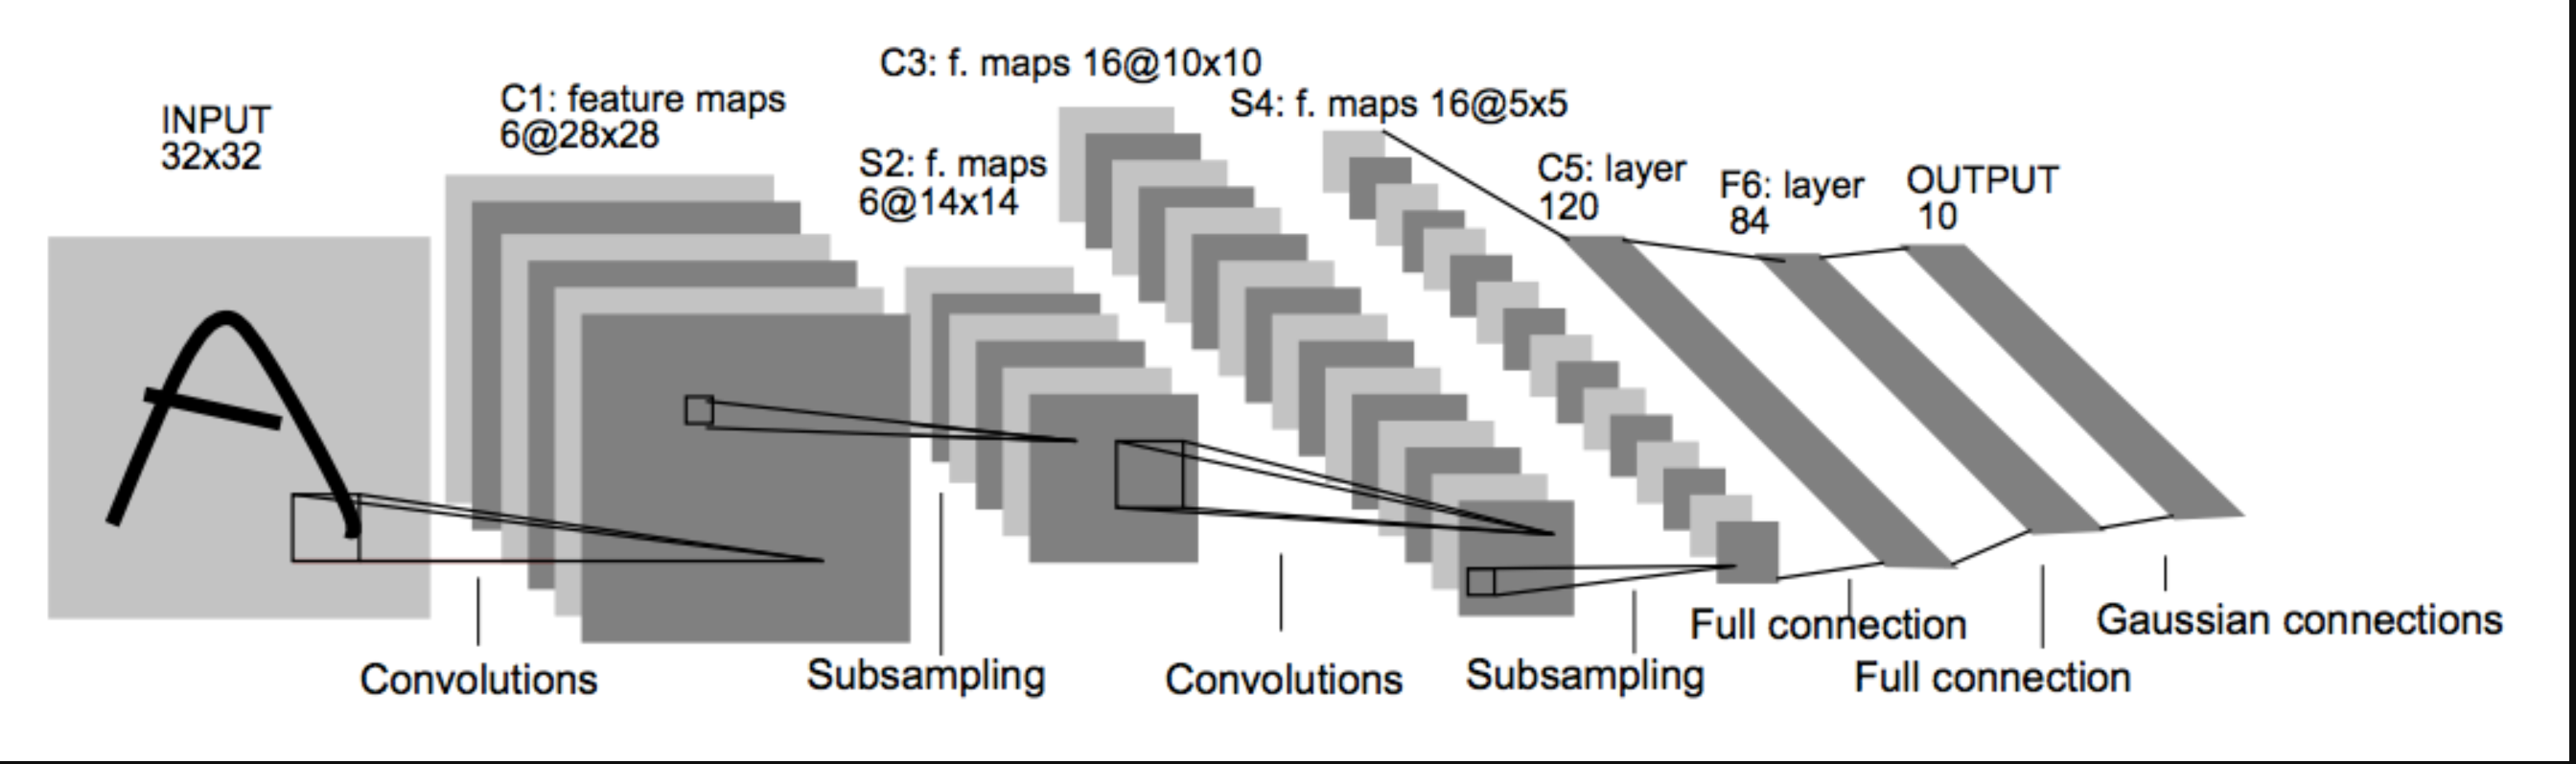 INPUT
32x32
C1: feature maps
6@28x28
S2: f. maps
6@14x14
C3: f. maps 16@10x10
S4: f. maps 16@5x5
C5: layer
120
F6: layer
84
OUTPUT
10
Convolutions
Subsampling
Convolutions
Subsampling
Full connection
Full connection
Gaussian connections